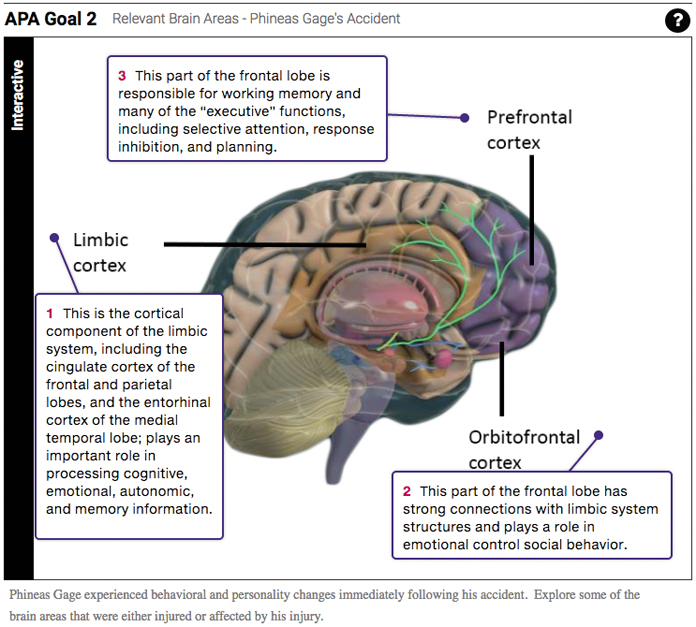 APA Goal 2 Relevant Brain Areas - Phineas Gage's Accident ?
Interactive
3 This part of the frontal lobe is
responsible for working memory and
many of the "executive" functions,
including selective attention, response
inhibition, and planning.
Prefrontal
cortex
Limbic
cortex
1 This is the cortical
component of the limbic
system, including the
cingulate cortex of the
frontal and parietal
lobes, and the entorhinal
cortex of the medial
temporal lobe; plays an
important role in
processing cognitive,
emotional, autonomic,
and memory information.
Orbitofrontal
cortex
2 This part of the frontal lobe has
strong connections with limbic system
structures and plays a role in
emotional control social behavior.
Phineas Gage experienced behavioral and personality changes immediately following his accident. Explore some of the
brain areas that were either injured or affected by his injury.